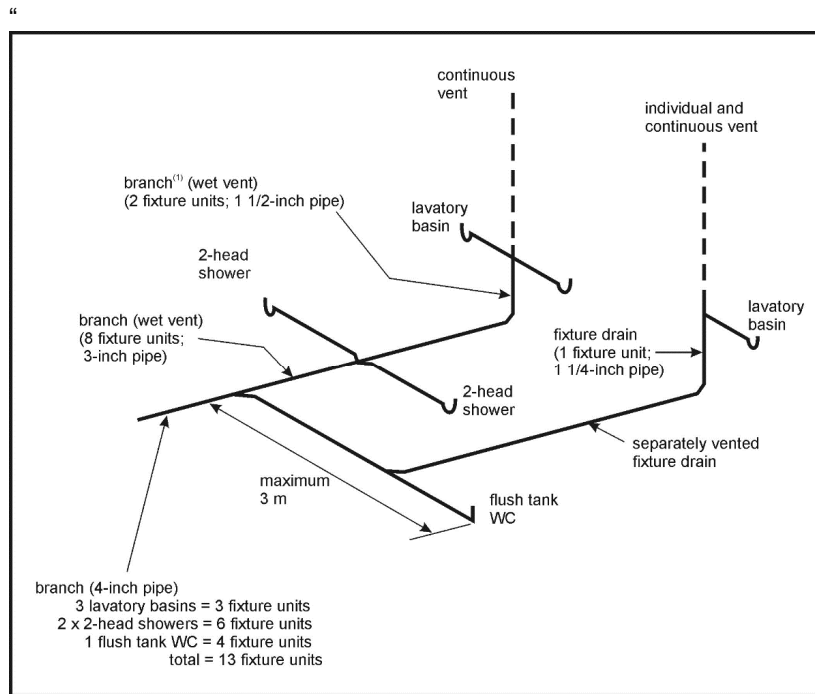 “
continuous
vent
individual and
continuous vent
branch(1) (wet vent)
(2 fixture units; 1 1/2-inch pipe)
lavatory
basin
2-head
shower
branch (wet vent)
(8 fixture units;
3-inch pipe)
fixture drain
(1 fixture unit;
1 1/4-inch pipe)
lavatory
basin
2-head
shower
separately vented
fixture drain
maximum
3 m
flush tank
WC
branch (4-inch pipe)
3 lavatory basins = 3 fixture units
2 x 2-head showers = 6 fixture units
1 flush tank WC = 4 fixture units
total = 13 fixture units